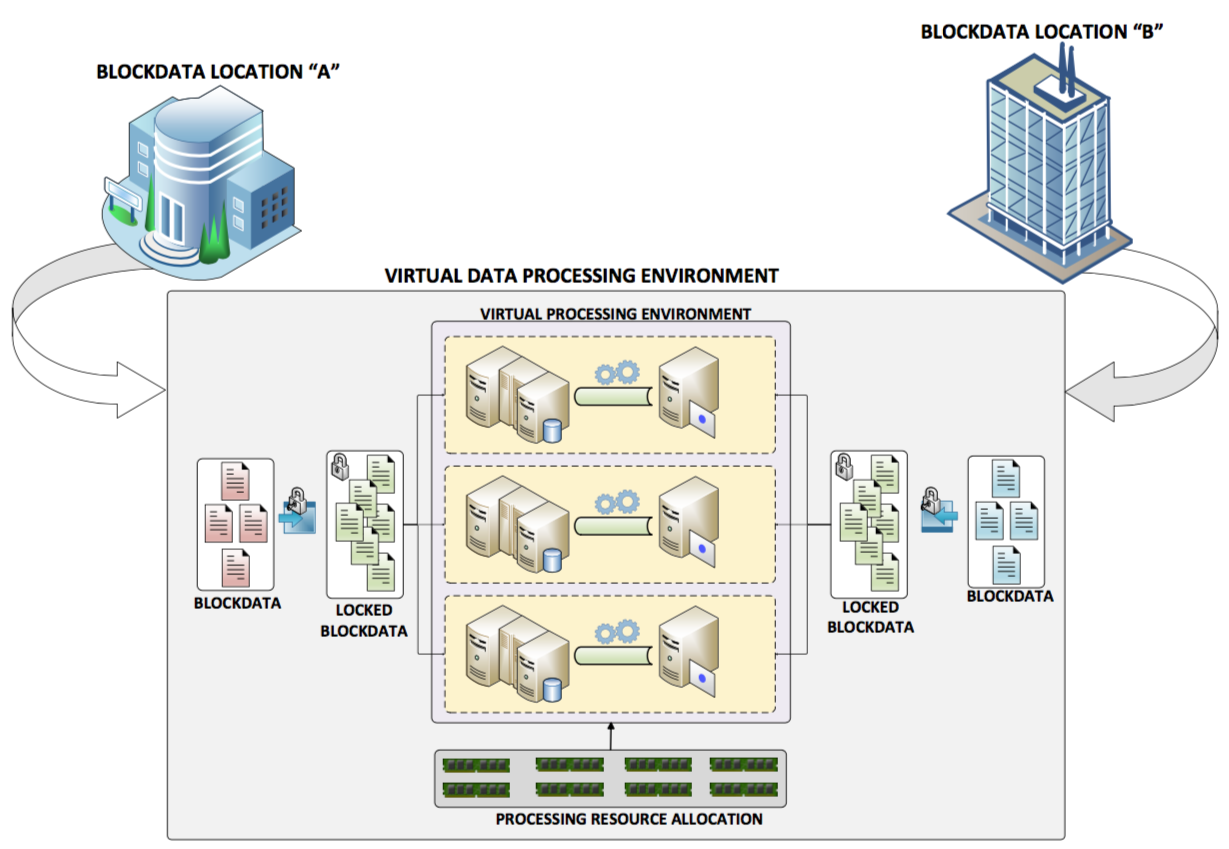 BLOCKDATA LOCATION “B”
BLOCKDATA LOCATION “A”
VIRTUAL DATA PROCESSING ENVIRONMENT
VIRTUAL PROCESSING ENVIRONMENT
BLOCKDATA
LOCKED
BLOCKDATA
LOCKED
BLOCKDATA
BLOCKDATA
PROCESSING RESOURCE ALLOCATION